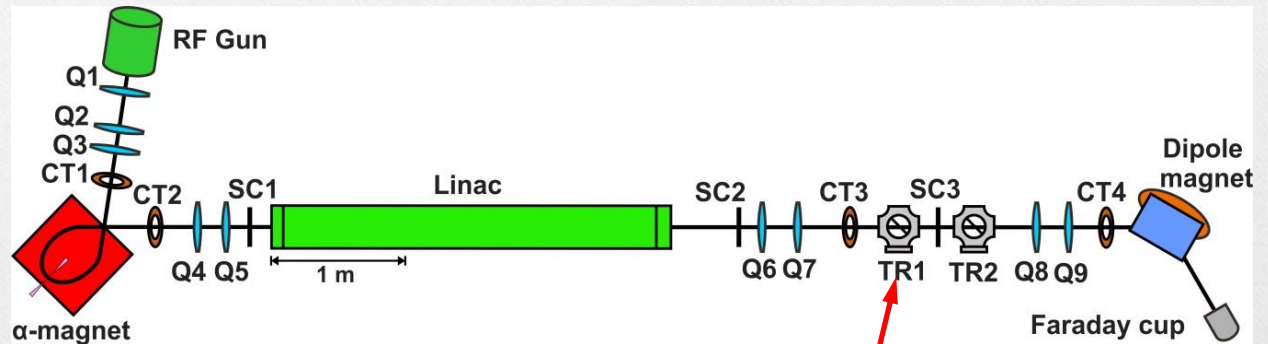 RF Gun
Q1
Q2
Q3
CT1
CT2
SC1
Linac
SC2
CT3
SC3
CT4
Dipole
magnet
Q4 Q5
1 m
Q6 Q7
TR1
TR2
Q8 Q9
α-magnet
Faraday cup